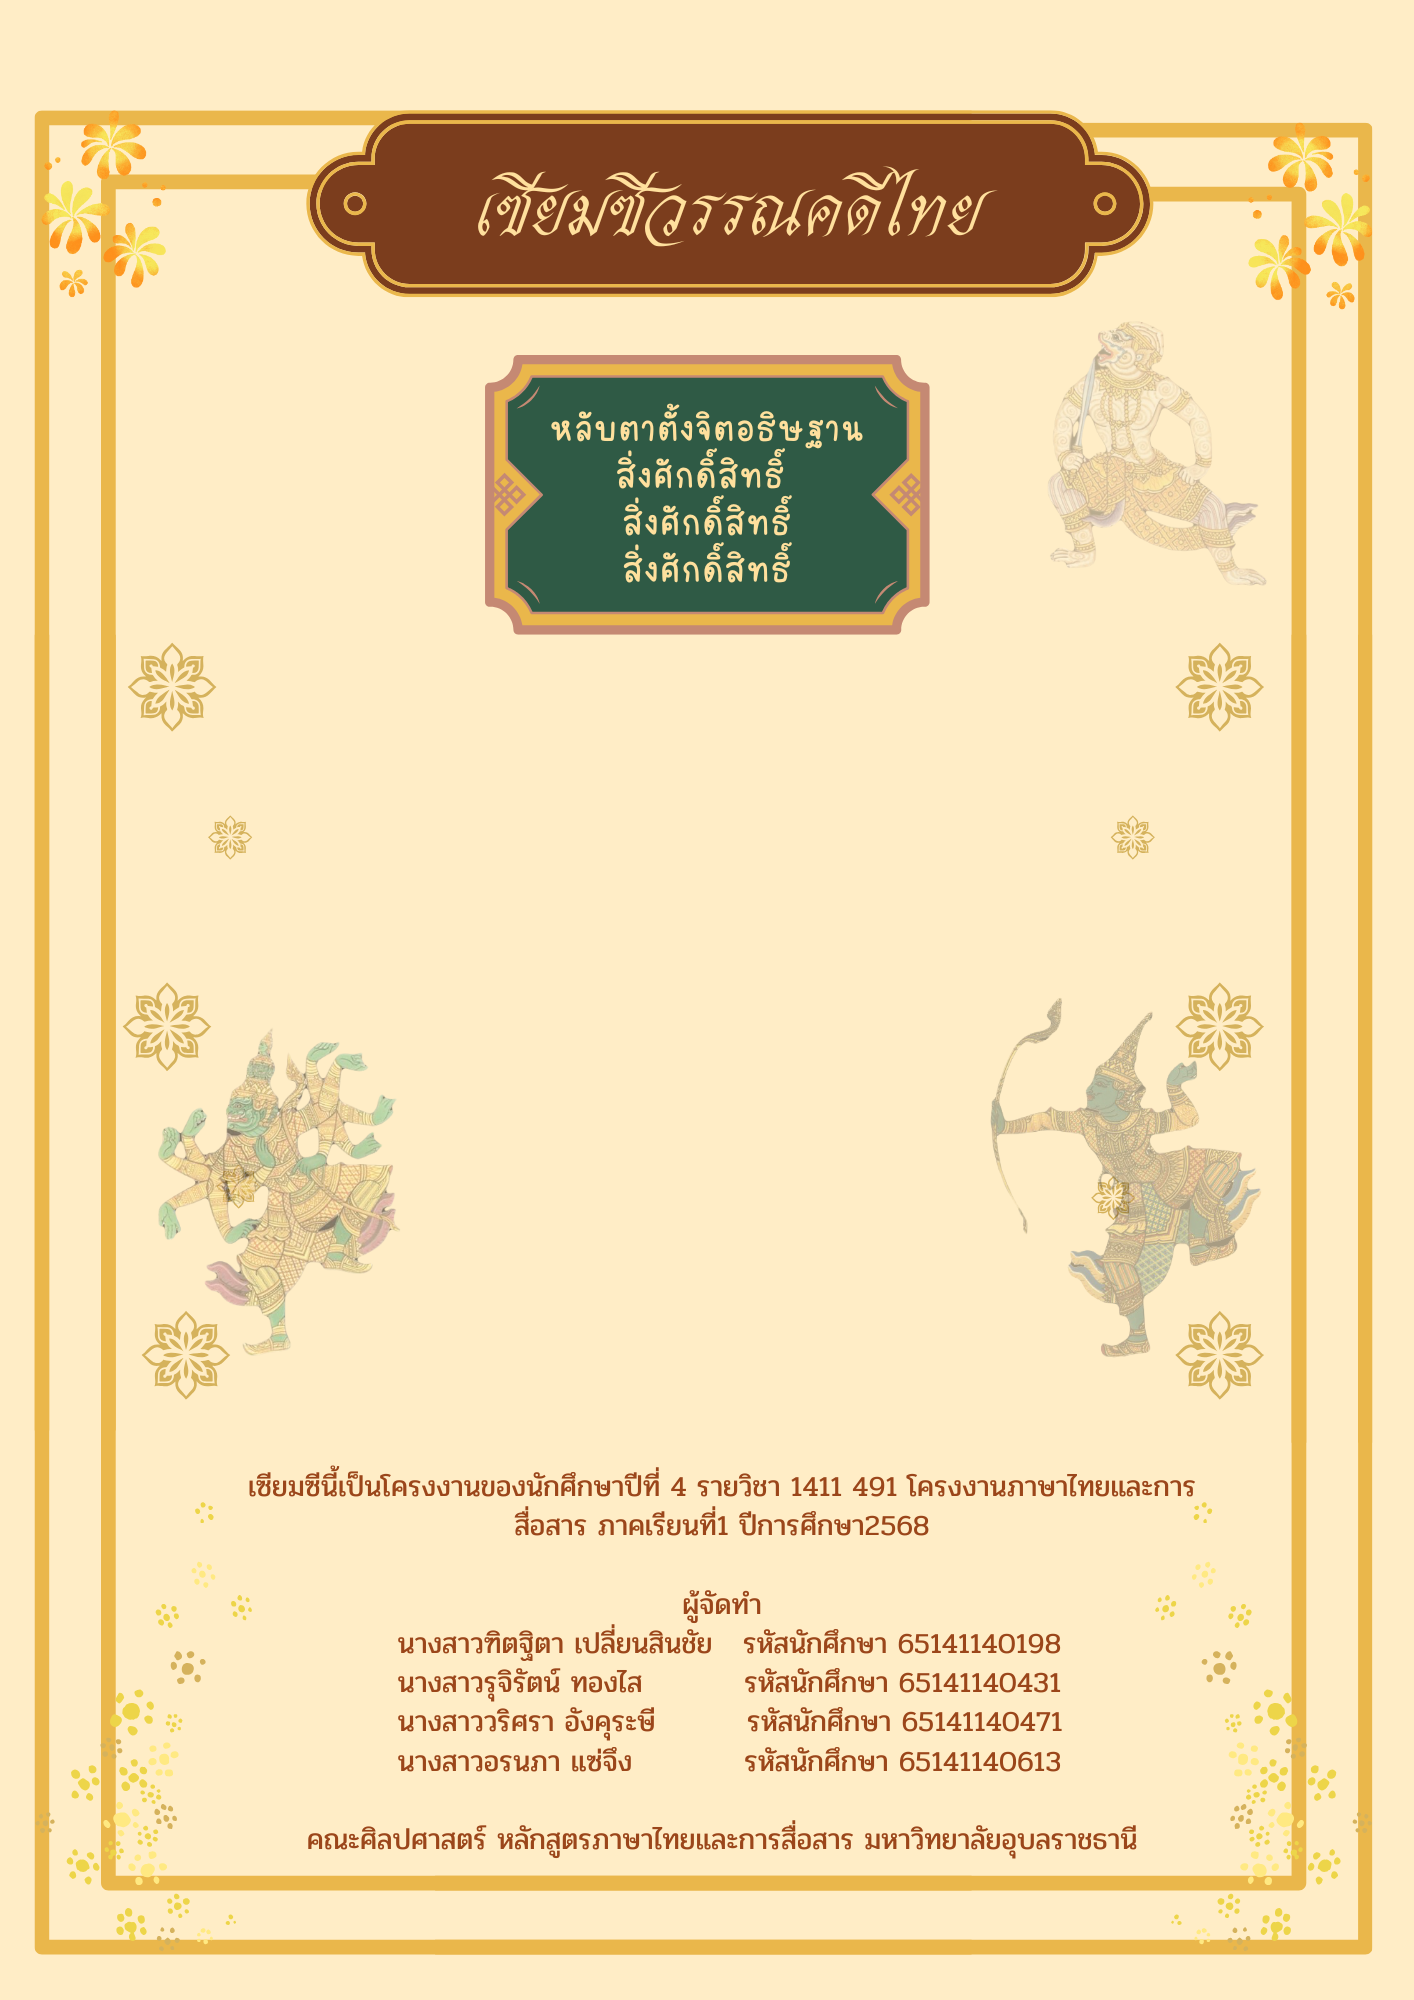 เซียมซีวรรณคดีไทย
หลับตาตั้งจิตอธิษฐาน
สิ่งศักดิ์สิทธิ์
สิ่งศักดิ์สิทธิ์
สิ่งศักดิ์สิทธิ์
เซียมซีนี้เป็นโครงงานของนักศึกษาปีที่ 4 รายวิชา 1411 491 โครงงานภาษาไทยและการ
สื่อสาร ภาคเรียนที่1 ปีการศึกษา2568
ผู้จัดทำ
นางสาวฑิตฐิตา เปลี่ยนสินชัย รหัสนักศึกษา 65141140198
นางสาวรุจิรัตน์ ทองไส รหัสนักศึกษา 65141140431
นางสาววริศรา อังคุระษี รหัสนักศึกษา 65141140471
นางสาวอรนภา แซ่จึง รหัสนักศึกษา 65141140613
คณะศิลปศาสตร์ หลักสูตรภาษาไทยและการสื่อสาร มหาวิทยาลัยอุบลราชธานี